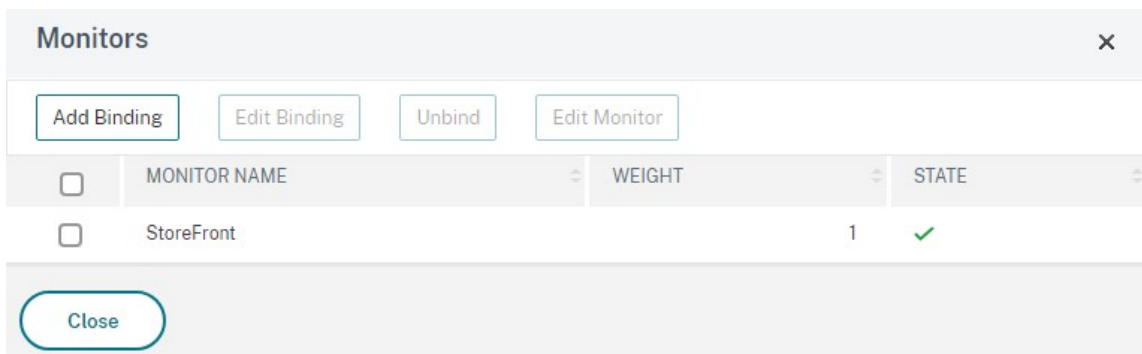 Monitors
Add Binding Edit Binding Unbind Edit Monitor
MONITOR NAME WEIGHT STATE
StoreFront 1
Close